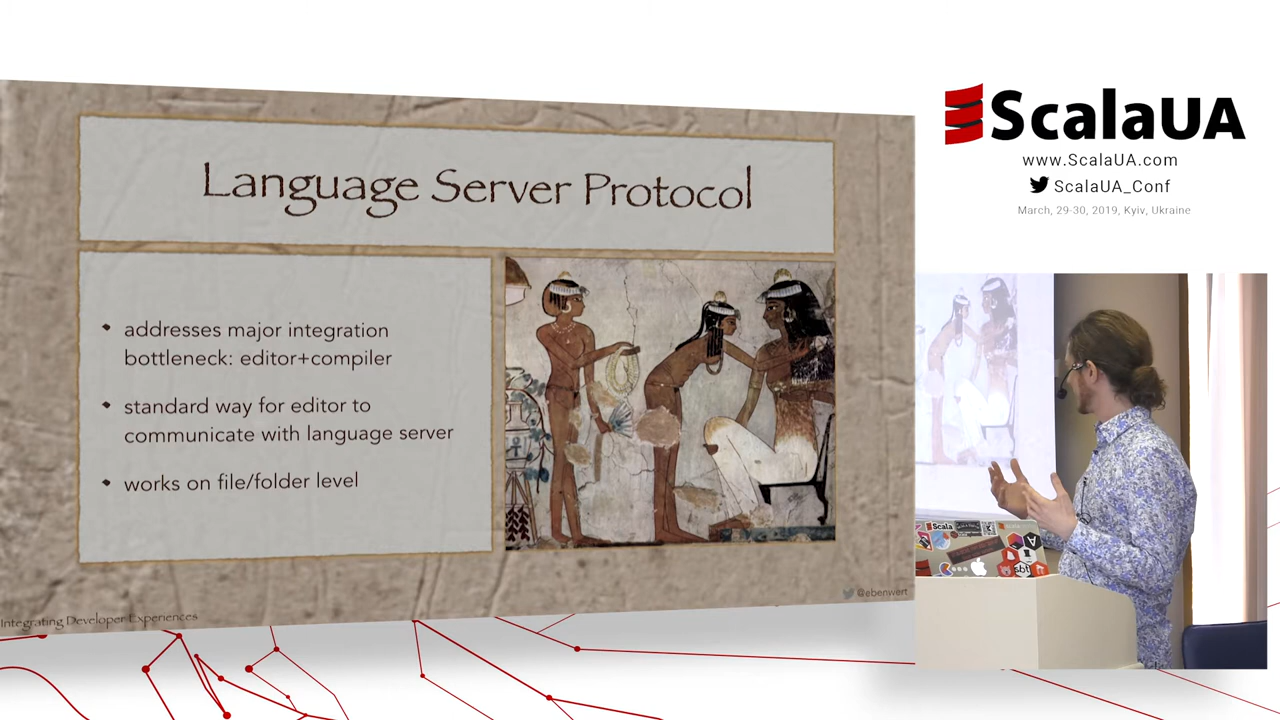 Language Server Protocol
addresses major integration
bottleneck: editor+compiler
standard way for editor to
communicate with language server
works on file/folder level
Integrating Developer Experiences
@ebenwert
ScalaUA
www.ScalaUA.com
ScalaUA_Conf
March, 29-30, 2019, Kyiv, Ukraine
Scala
sbt